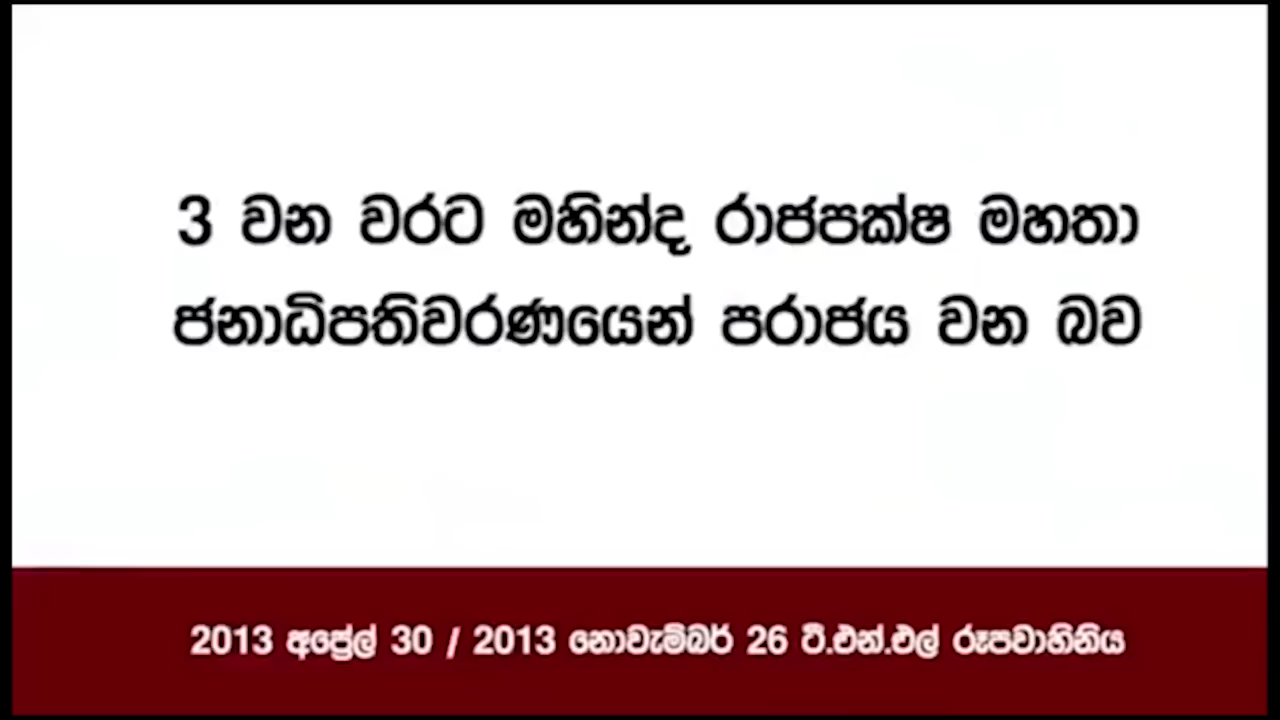 3 වන වරට මහින්ද රාජපක්ෂ මහතා
ජනාධිපතිවරණයෙන් පරාජය වන බව
2013 අප්‍රේල් 30 / 2013 නොවැම්බර් 26 ටී.එන්.එල් රූපවාහිනිය